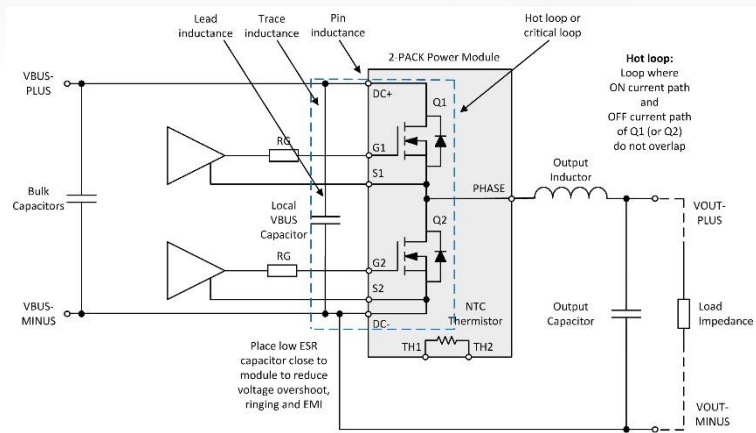 Lead
inductance
Trace
inductance
Pin
inductance
Hot loop or
critical loop
2-PACK Power Module
Hot loop:
Loop where
ON current path
and
OFF current path
of Q1 (or Q2)
do not overlap
VBUS-
PLUS
DC+
Q1
RG
G1
S1
Bulk
Capacitors
Local
VBUS
Capacitor
PHASE
Output
Inductor
VOUT-
PLUS
Q2
RG
G2
S2
VBUS-
MINUS
DC-
NTC
Thermistor
TH1
TH2
Output
Capacitor
Load
Impedance
Place low ESR
capacitor close to
module to reduce
voltage overshoot,
ringing and EMI
VOUT-
MINUS